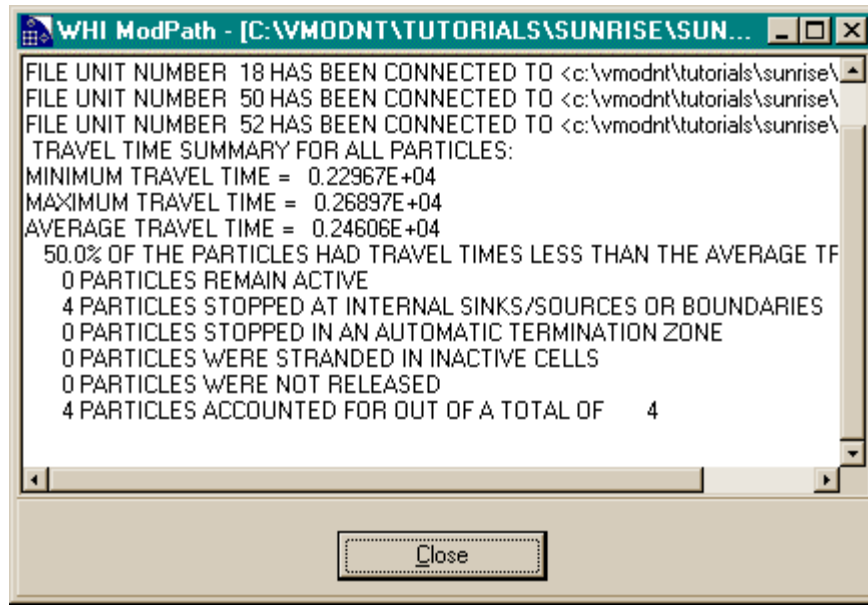 WHI ModPath - [C:\VMODNT\TUTORIALS\SUNRISE\SUN...
FILE UNIT NUMBER 18 HAS BEEN CONNECTED TO <c:\vmodnt\tutorials\sunrise\
FILE UNIT NUMBER 50 HAS BEEN CONNECTED TO <c:\vmodnt\tutorials\sunrise\
FILE UNIT NUMBER 52 HAS BEEN CONNECTED TO <c:\vmodnt\tutorials\sunrise\
TRAVEL TIME SUMMARY FOR ALL PARTICLES:
MINIMUM TRAVEL TIME = 0.22967E+04
MAXIMUM TRAVEL TIME = 0.26897E+04
AVERAGE TRAVEL TIME = 0.24606E+04
50.0% OF THE PARTICLES HAD TRAVEL TIMES LESS THAN THE AVERAGE TF
0 PARTICLES REMAIN ACTIVE
4 PARTICLES STOPPED AT INTERNAL SINKS/SOURCES OR BOUNDARIES
0 PARTICLES STOPPED IN AN AUTOMATIC TERMINATION ZONE
0 PARTICLES WERE STRANDED IN INACTIVE CELLS
0 PARTICLES WERE NOT RELEASED
4 PARTICLES ACCOUNTED FOR OUT OF A TOTAL OF 4
Close